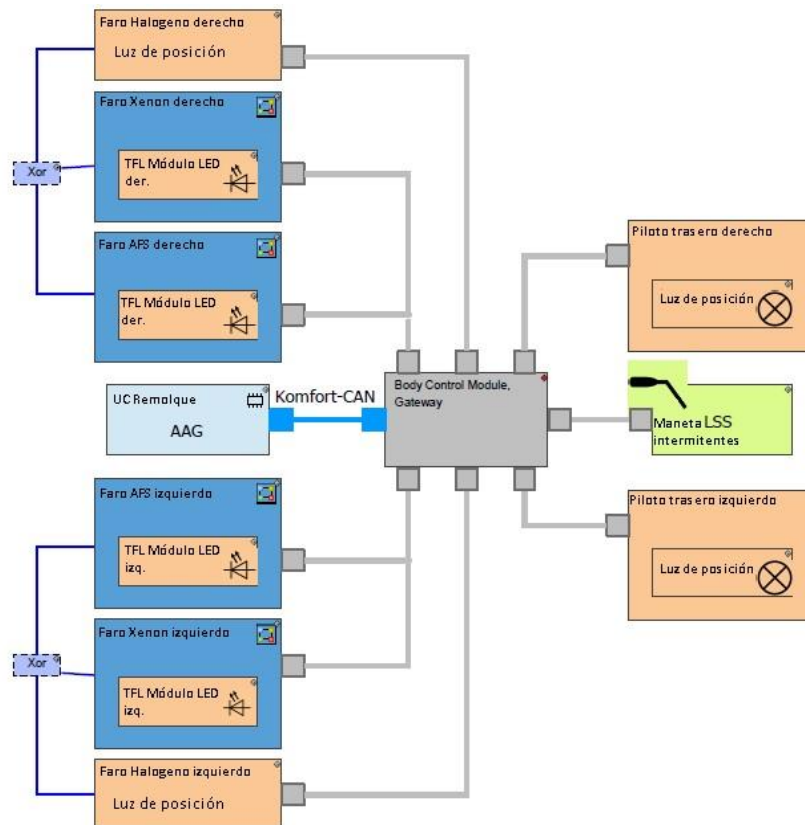 Faro Halogeno derecho
Luz de posición
Faro Xenon derecho
TFL Módulo LED
der.
Xor
Faro AFS derecho
TFL Módulo LED
der.
Piloto trasero derecho
Luz de posición
UC Remolque
AAG
Komfort-CAN
Body Control Module,
Gateway
Maneta LSS
intermitentes
Faro AFS izquierdo
TFL Módulo LED
izq.
Piloto trasero izquierdo
Luz de posición
Faro Xenon izquierdo
Xor
TFL Módulo LED
izq.
Faro Halogeno izquierdo
Luz de posición